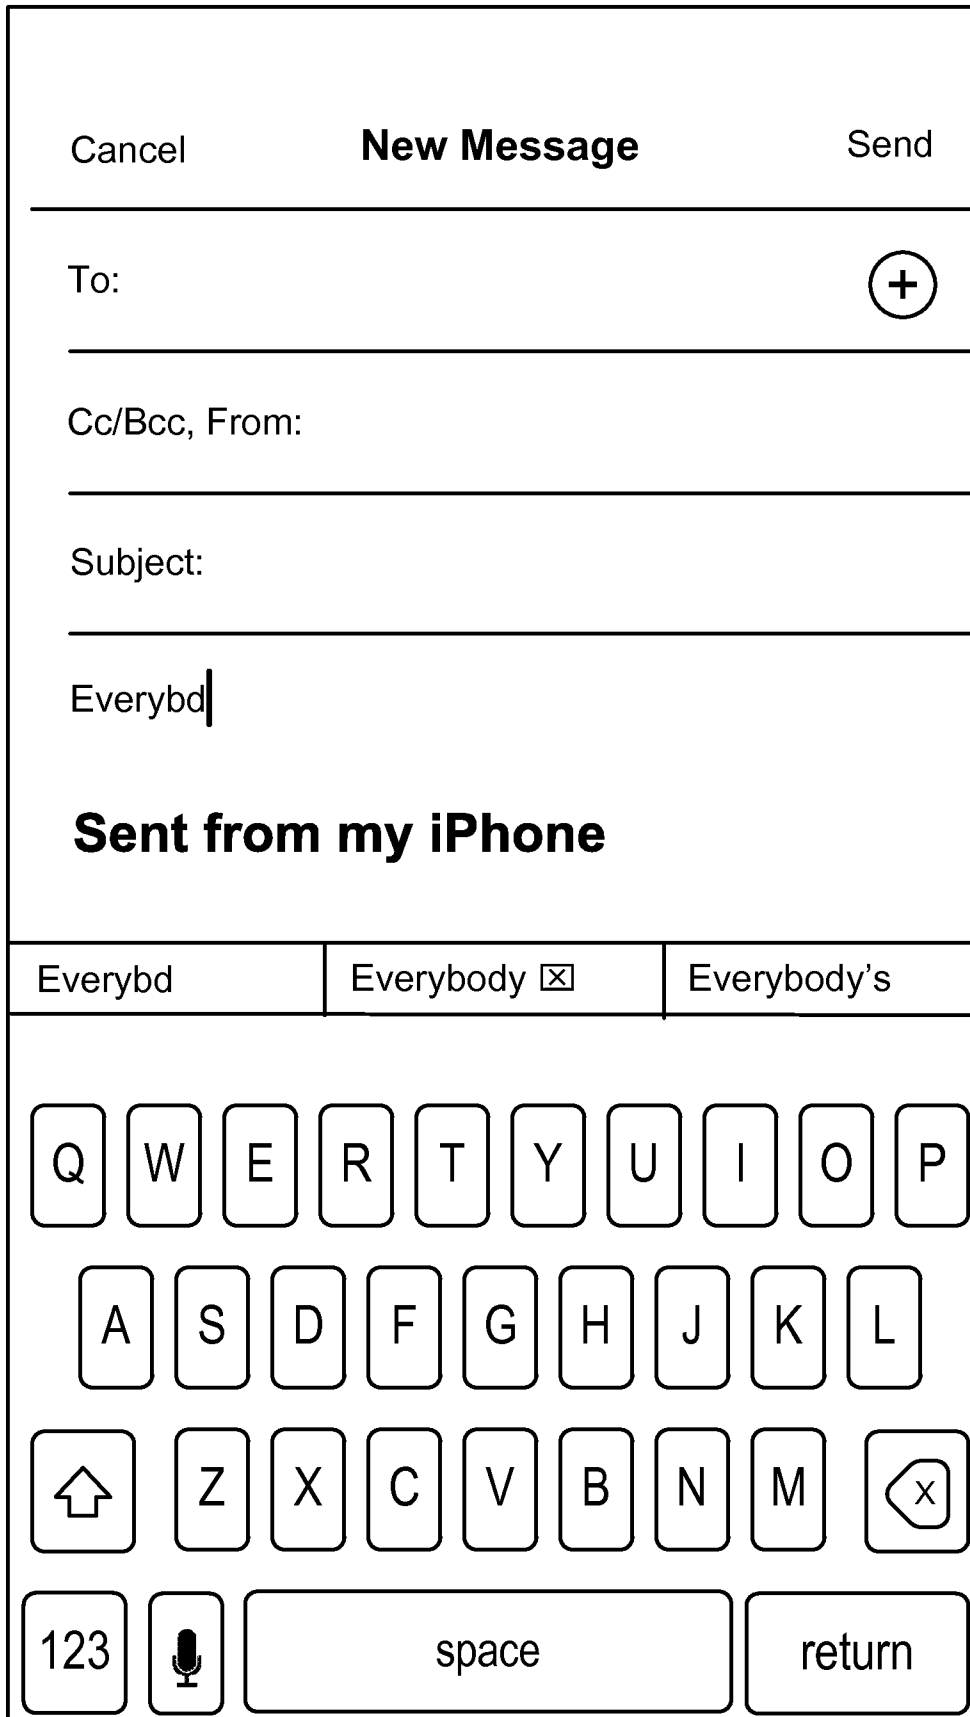 Cancel New Message Send
To: +
Cc/Bcc, From:
Subject:
Everybd
Sent from my iPhone
Everybd Everybody ☒ Everybody's
Q W E R T Y U I O P
A S D F G H J K L
Z X C V B N M X
123 space return